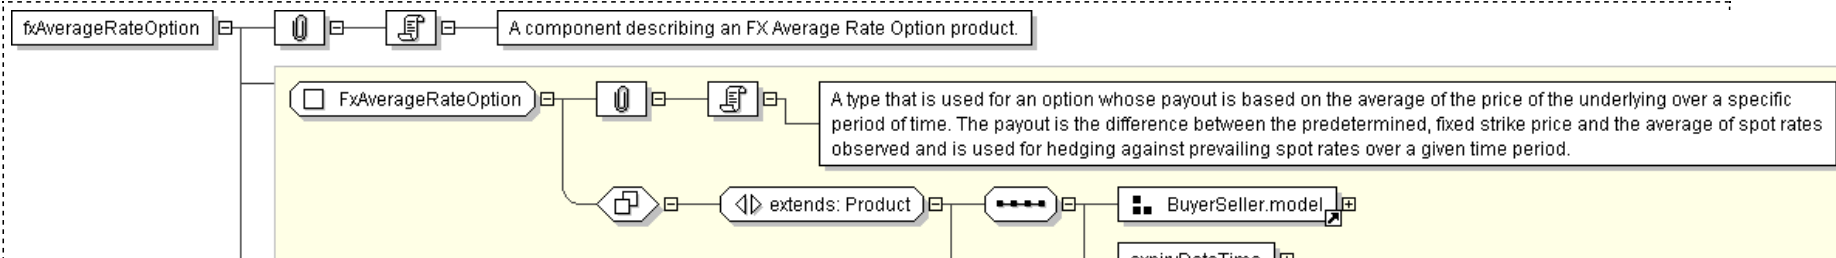 fxAverageRateOption
A component describing an FX Average Rate Option product.
FxAverageRateOption
A type that is used for an option whose payout is based on the average of the price of the underlying over a specific
period of time. The payout is the difference between the predetermined, fixed strike price and the average of spot rates
observed and is used for hedging against prevailing spot rates over a given time period.
extends: Product
BuyerSeller.model
expiryDateTime